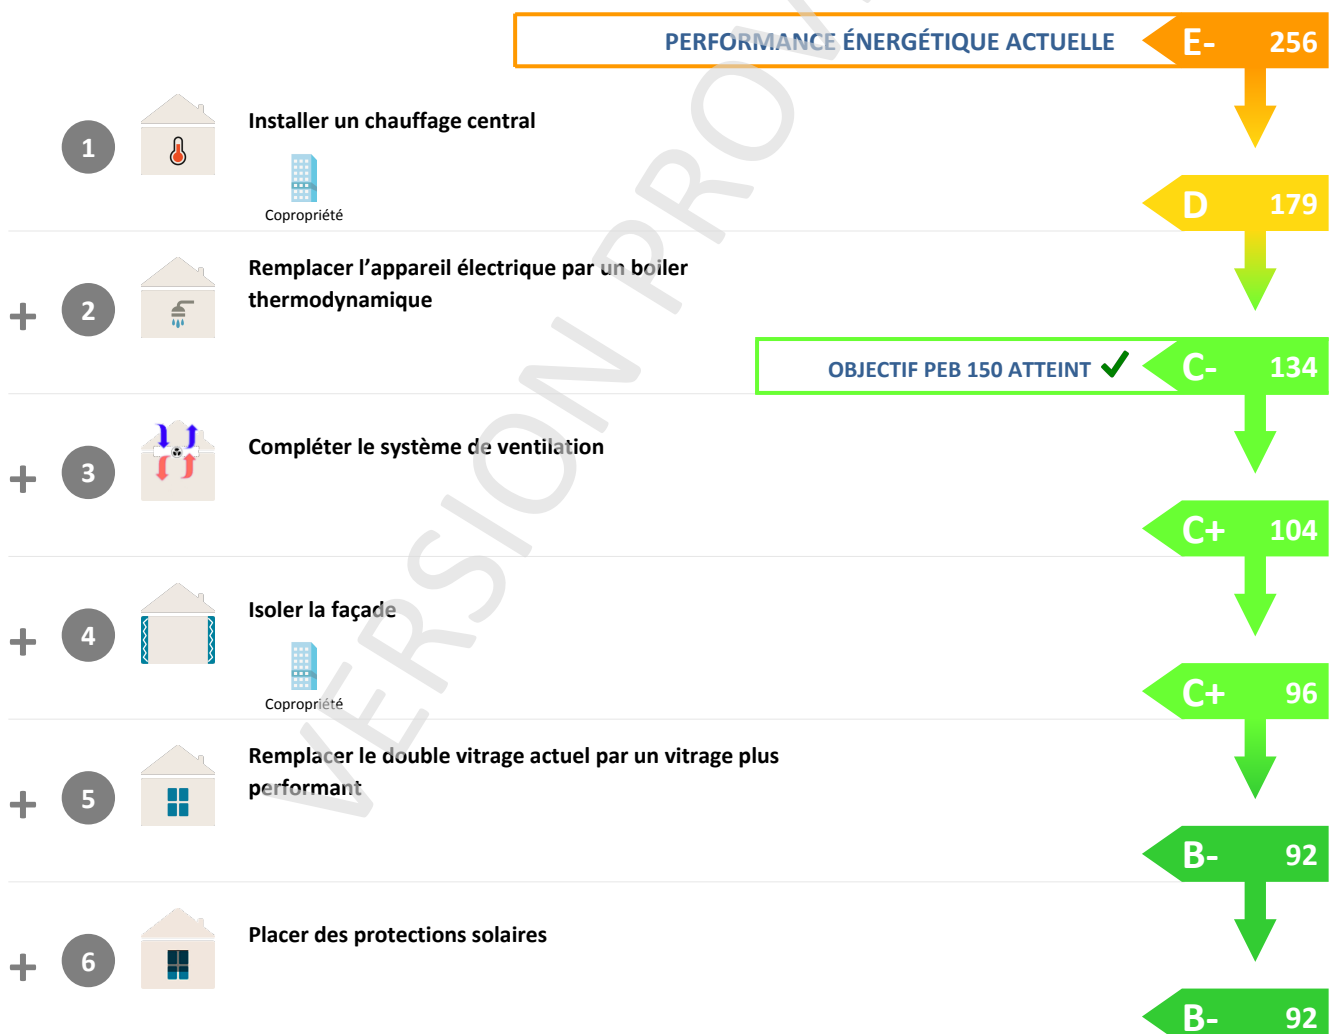 PERFORMANCE ÉNERGÉTIQUE ACTUELLE E- 256
1 Installer un chauffage central
Copropriété
D 179
+ 2 Remplacer l’appareil électrique par un boiler
thermodynamique
OBJECTIF PEB 150 ATTEINT C- 134
+ 3 Compléter le système de ventilation
C+ 104
+ 4 Isoler la façade
Copropriété
C+ 96
+ 5 Remplacer le double vitrage actuel par un vitrage plus
performant
B- 92
+ 6 Placer des protections solaires
B- 92
VERSION PROV